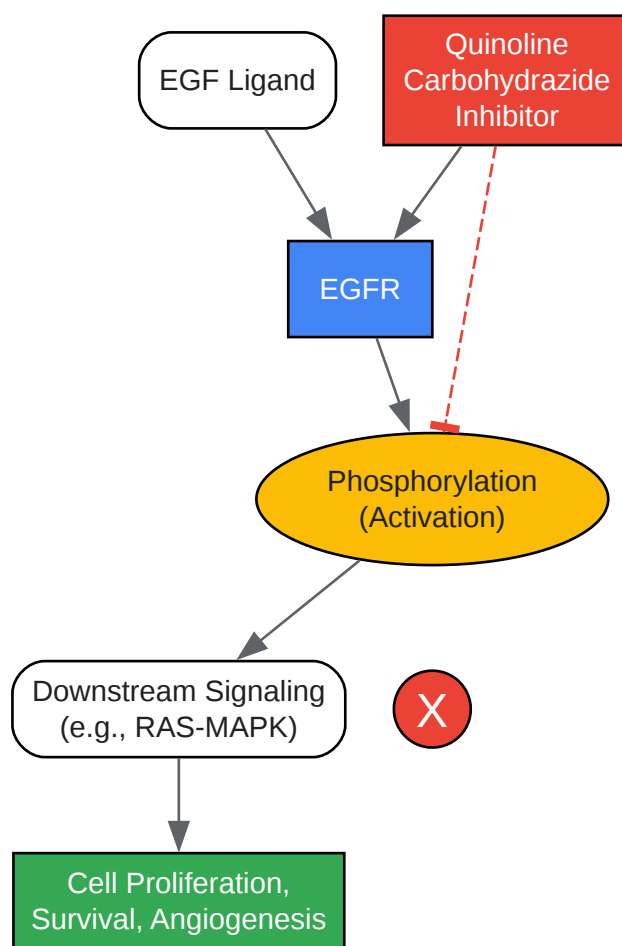 EGF Ligand
Quinoline
Carbohydrazide
Inhibitor
EGFR
Phosphorylation
(Activation)
Downstream Signaling
(e.g., RAS-MAPK)
X
Cell Proliferation,
Survival, Angiogenesis